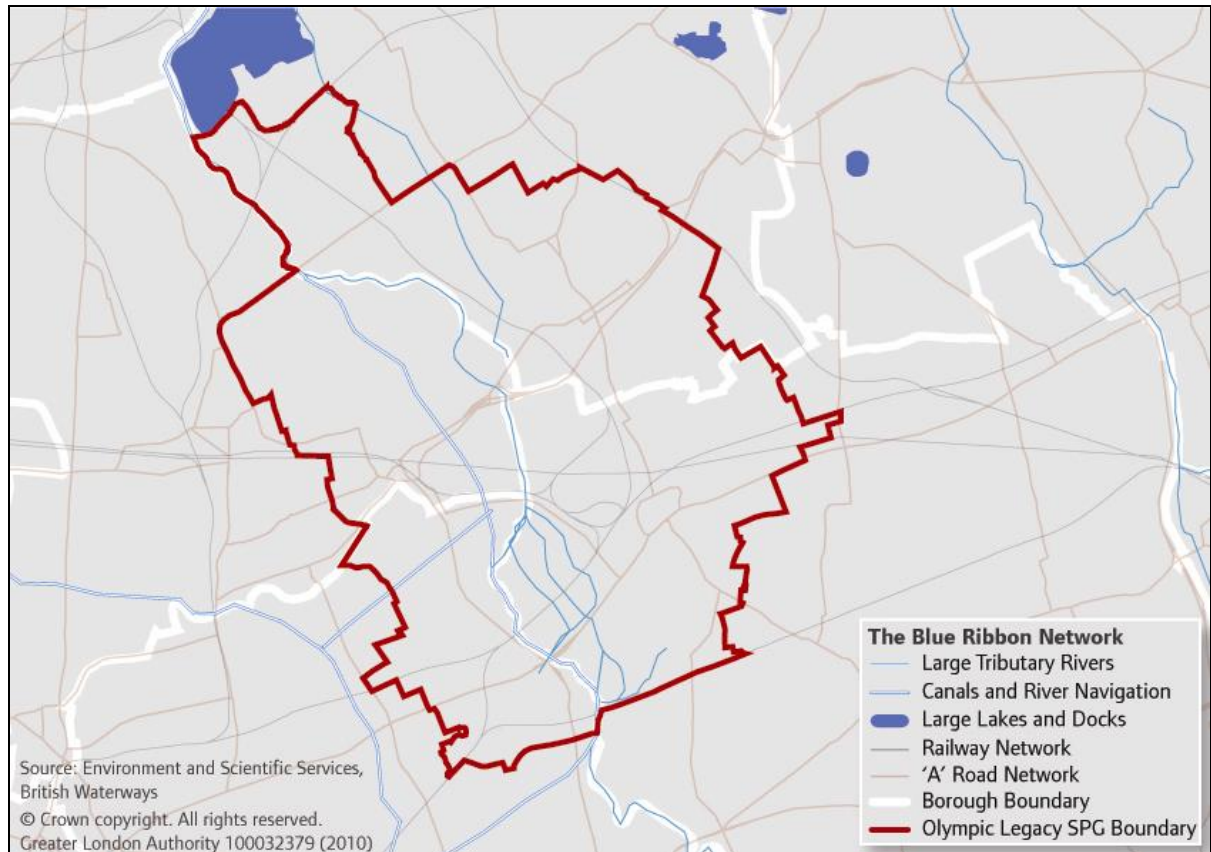 The Blue Ribbon Network
Large Tributary Rivers
Canals and River Navigation
Large Lakes and Docks
Railway Network
‘A’ Road Network
Borough Boundary
Olympic Legacy SPG Boundary
Source: Environment and Scientific Services,
British Waterways
© Crown copyright. All rights reserved.
Greater London Authority 100032379 (2010)